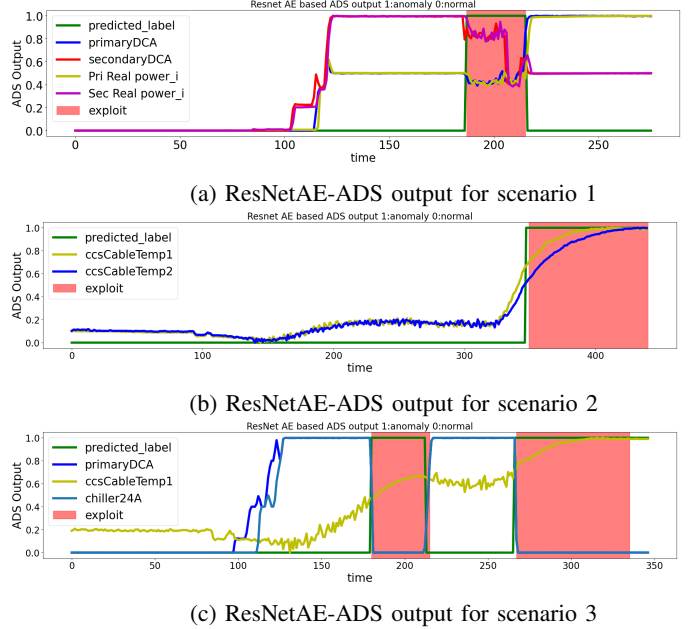 Resnet AE based ADS output 1:anomaly 0:normal
ADS Output
1.0
0.8
0.6
0.4
0.2
0.0
predicted_label
primaryDCA
secondaryDCA
Pri Real power_i
Sec Real power_i
exploit
0 50 100 150 200 250
time
(a) ResNetAE-ADS output for scenario 1
Resnet AE based ADS output 1:anomaly 0:normal
ADS Output
1.0
0.8
0.6
0.4
0.2
0.0
predicted_label
ccsCableTemp1
ccsCableTemp2
exploit
0 100 200 300 400
time
(b) ResNetAE-ADS output for scenario 2
ResNet AE based ADS output 1:anomaly 0:normal
ADS Output
1.0
0.8
0.6
0.4
0.2
0.0
predicted_label
primaryDCA
ccsCableTemp1
chiller24A
exploit
0 50 100 150 200 250 300 350
time
(c) ResNetAE-ADS output for scenario 3